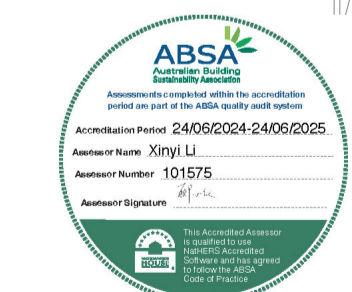 ABSA
Australian Building
Sustainability Association
Assessments completed within the accreditation
period are part of the ABSA quality audit system
Accreditation Period 24/06/2024-24/06/2025
Assessor Name Xinyi Li
Assessor Number 101575
Assessor Signature
This Accredited Assessor
is qualified to use
NatHERS Accredited
Software and has agreed
to follow the ABSA
Code of Practice